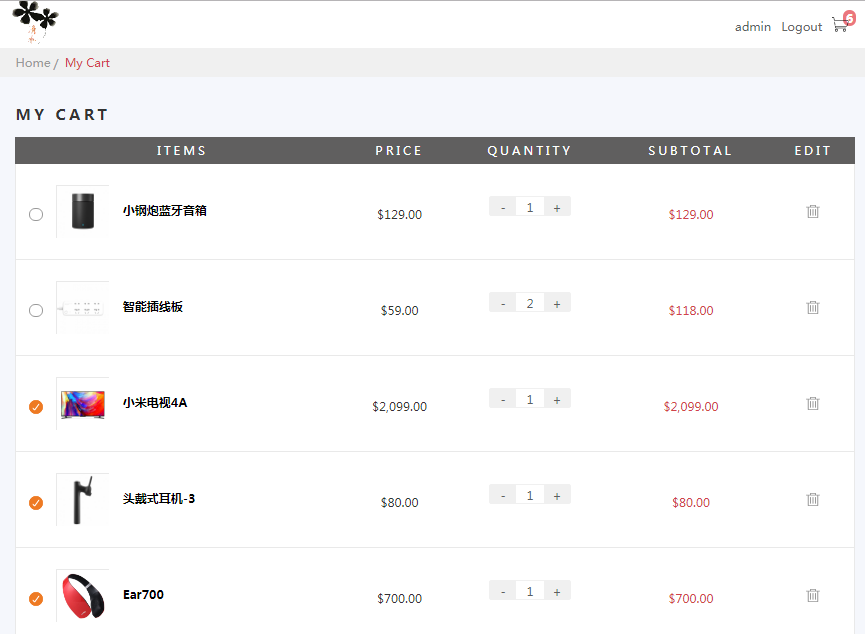 admin Logout 5
Home / My Cart
MY CART
ITEMS PRICE QUANTITY SUBTOTAL EDIT
小钢炮蓝牙音箱 $129.00 - 1 + $129.00
智能插线板 $59.00 - 2 + $118.00
小米电视4A $2,099.00 - 1 + $2,099.00
头戴式耳机-3 $80.00 - 1 + $80.00
Ear700 $700.00 - 1 + $700.00